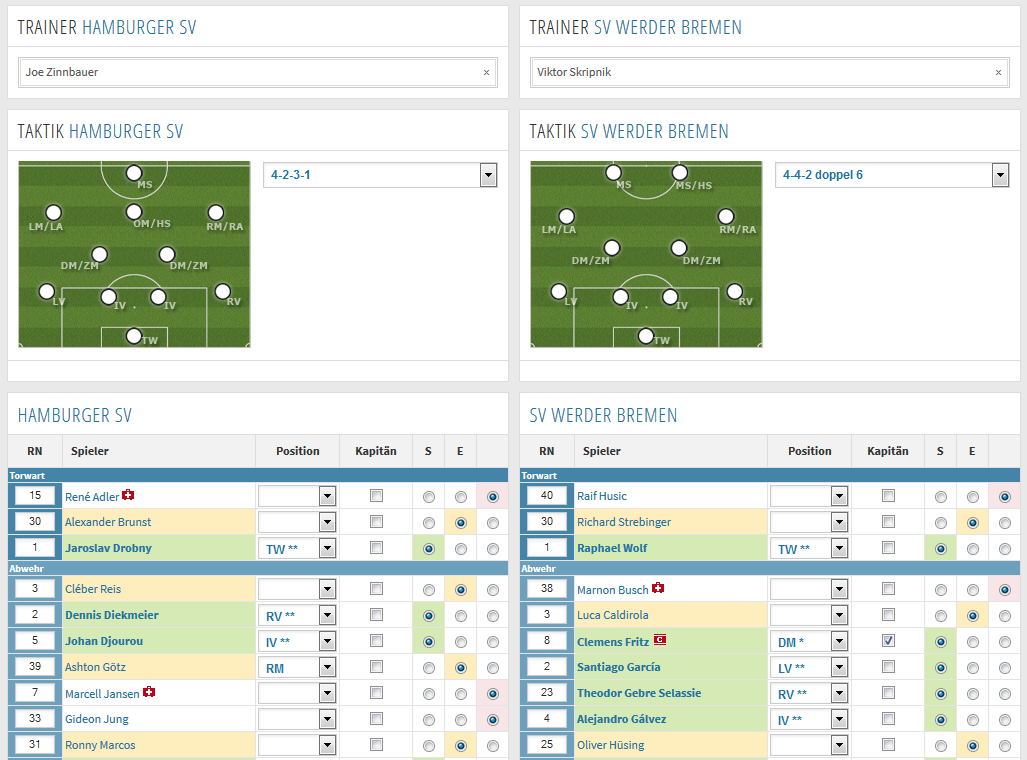 TRAINER HAMBURGER SV
Joe Zinnbauer ×
TRAINER SV WERDER BREMEN
Viktor Skripnik ×
TAKTIK HAMBURGER SV
4-2-3-1
MS
LM/LA OM/HS RM/RA
DM/ZM DM/ZM
LV IV IV RV
TW
TAKTIK SV WERDER BREMEN
4-4-2 doppel 6
MS MS/HS
LM/LA RM/RA
DM/ZM DM/ZM
LV IV IV RV
TW
HAMBURGER SV
RN Spieler Position Kapitän S E
Torwart
15 René Adler
30 Alexander Brunst
1 Jaroslav Drobny TW **
Abwehr
3 Cléber Reis
2 Dennis Diekmeier RV **
5 Johan Djourou IV **
39 Ashton Götz RM
7 Marcell Jansen
33 Gideon Jung
31 Ronny Marcos
SV WERDER BREMEN
RN Spieler Position Kapitän S E
Torwart
40 Raif Husic
30 Richard Strebinger
1 Raphael Wolf TW **
Abwehr
38 Marnon Busch
3 Luca Caldirola
8 Clemens Fritz C DM *
2 Santiago García LV **
23 Theodor Gebre Selassie RV **
4 Alejandro Gálvez IV **
25 Oliver Hüsing